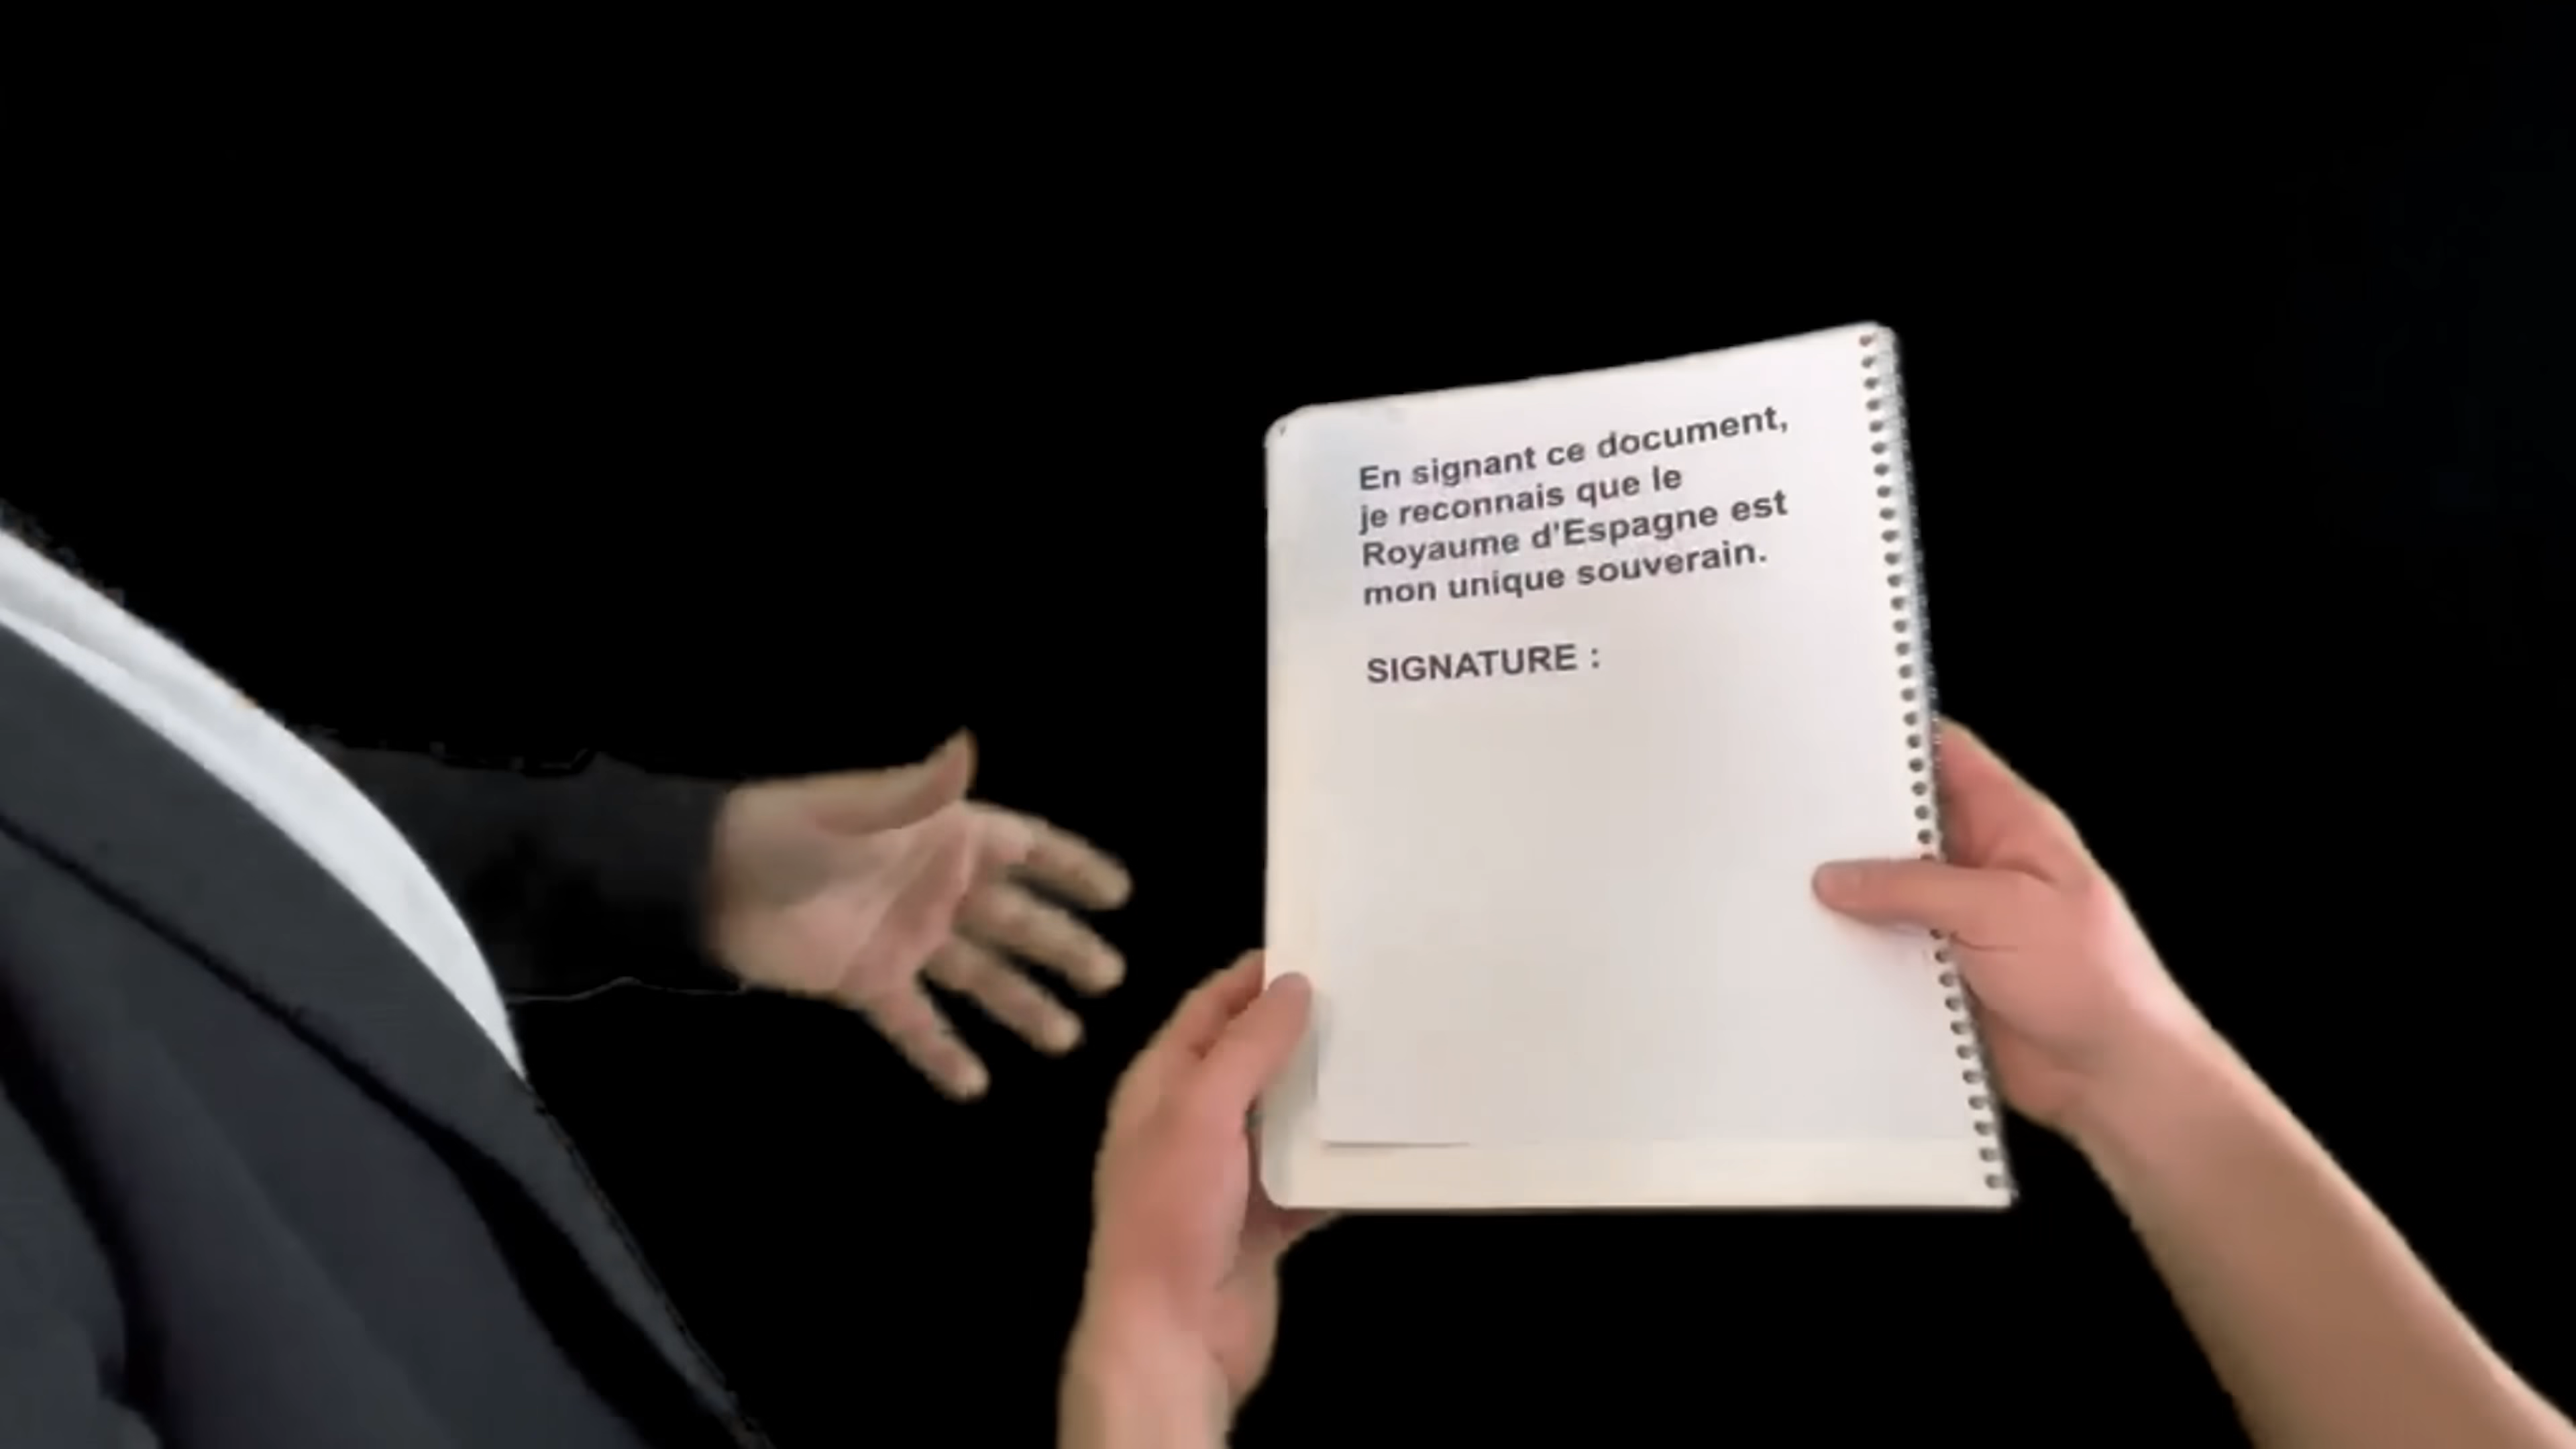 En signant ce document,
je reconnais que le
Royaume d'Espagne est
mon unique souverain.
SIGNATURE :